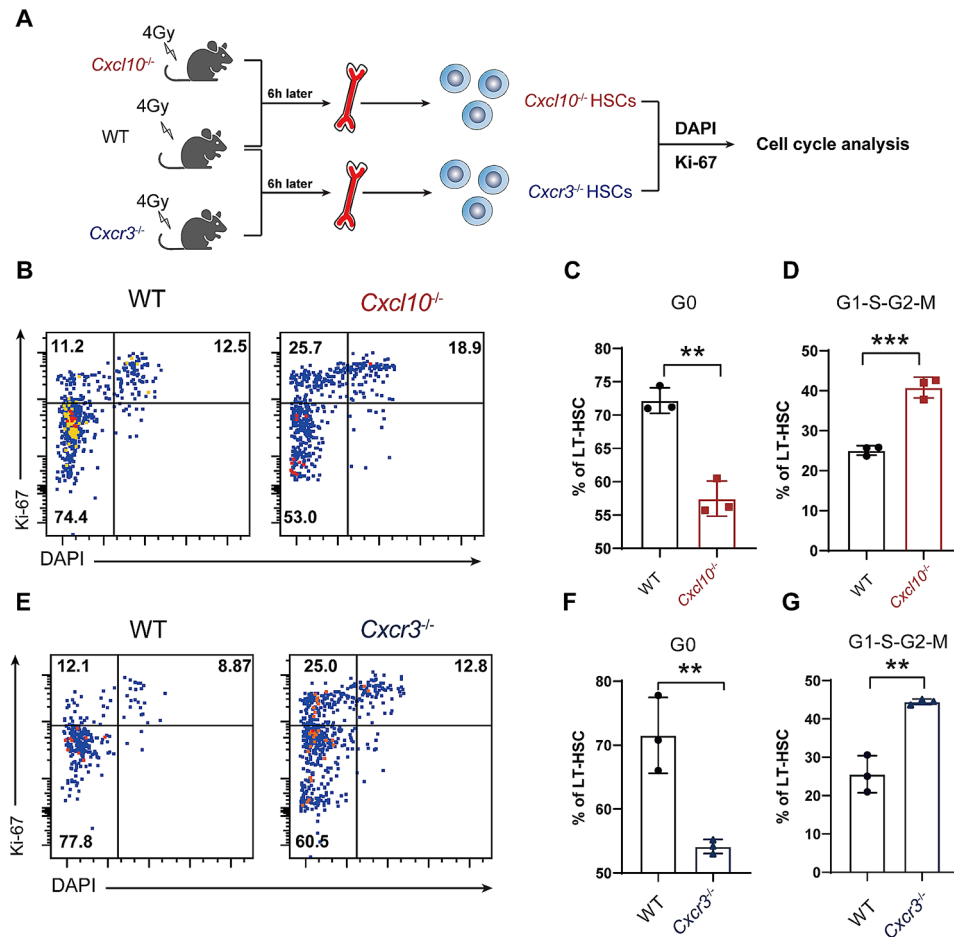 A
4Gy
Cxcl10-/-
6h later
4Gy
WT
4Gy
6h later
Cxcr3-/-
Cxcl10-/- HSCs
Cxcr3-/- HSCs
DAPI
Ki-67
Cell cycle analysis
B
WT
Cxcl10-/-
11.2
12.5
74.4
25.7
18.9
53.0
Ki-67
DAPI
C
G0
**
% of LT-HSC
80
75
70
65
60
55
50
WT
Cxcl10-/-
D
G1-S-G2-M
***
% of LT-HSC
50
40
30
20
10
0
WT
Cxcl10-/-
E
WT
Cxcr3-/-
12.1
8.87
77.8
25.0
12.8
60.5
Ki-67
DAPI
F
G0
**
% of LT-HSC
80
70
60
50
WT
Cxcr3-/-
G
G1-S-G2-M
**
% of LT-HSC
50
40
30
20
10
0
WT
Cxcr3-/-